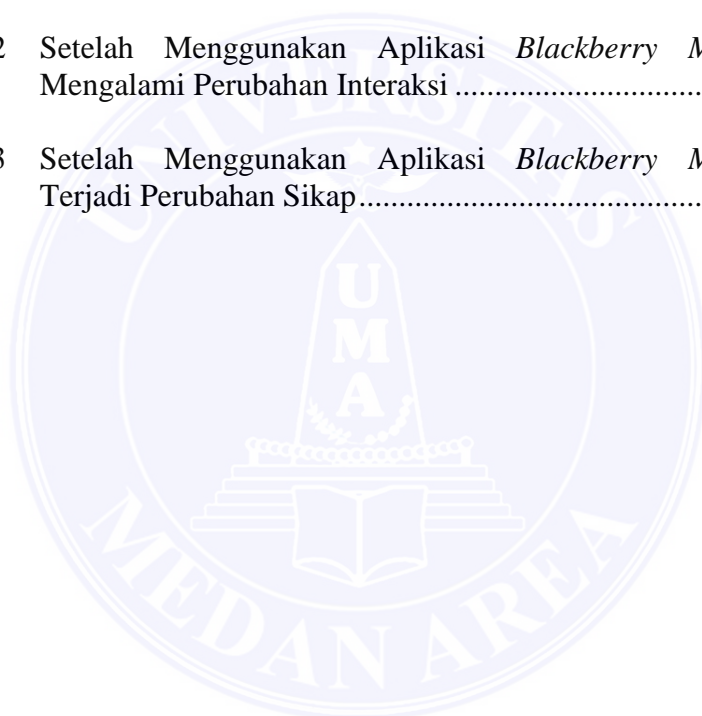 2 Setelah Menggunakan Aplikasi Blackberry M
Mengalami Perubahan Interaksi ...............................
3 Setelah Menggunakan Aplikasi Blackberry M
Terjadi Perubahan Sikap...........................................
UNIVERSITAS
UMA
MEDAN AREA